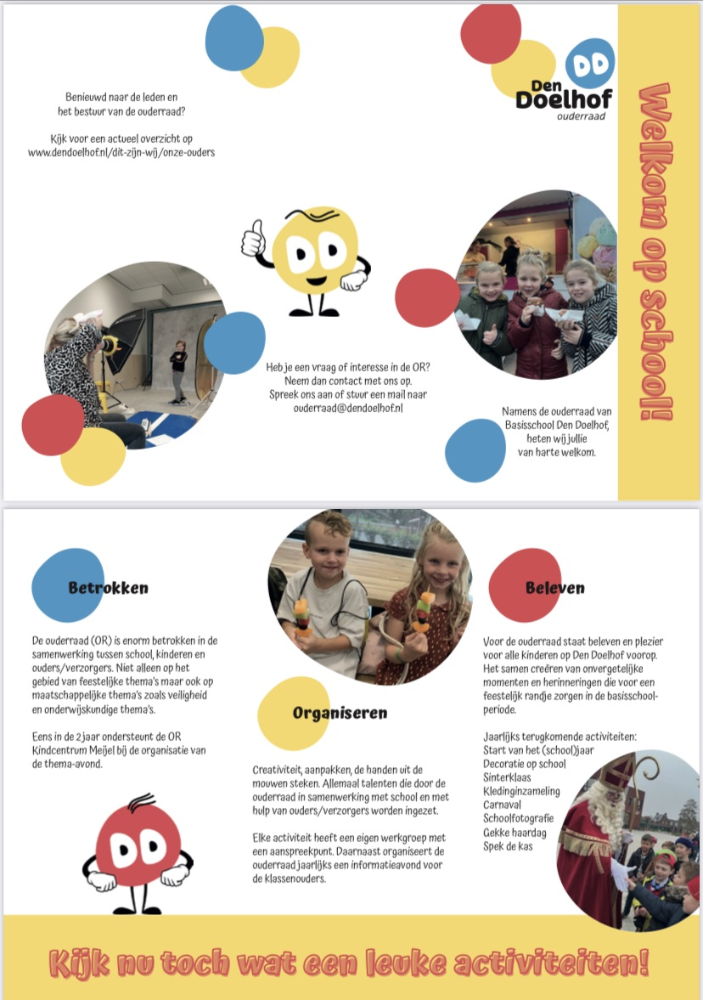 Benieuwd naar de leden en
het bestuur van de ouderraad?
Kijk voor een actueel overzicht op
www.dendoelhof.nl/dit-zijn-wij/onze-ouders
DD
Heb je een vraag of interesse in de OR?
Neem dan contact met ons op.
Spreek ons aan of stuur een mail naar
ouderraad@dendoelhof.nl
DD
Den
Doelhof
ouderraad
Namens de ouderraad van
Basisschool Den Doelhof,
heten wij jullie
van harte welkom.
Welkom op school!
Betrokken
De ouderraad (OR) is enorm betrokken in de
samenwerking tussen school, kinderen en
ouders/verzorgers. Niet alleen op het
gebied van feestelijke thema's maar ook op
maatschappelijke thema's zoals veiligheid
en onderwijskundige thema's.
Eens in de 2 jaar ondersteunt de OR
Kindcentrum Meijel bij de organisatie van
de thema-avond.
DD
Organiseren
Creativiteit, aanpakken, de handen uit de
mouwen steken. Allemaal talenten die door de
ouderraad in samenwerking met school en met
hulp van ouders/verzorgers worden ingezet.
Elke activiteit heeft een eigen werkgroep met
een aanspreekpunt. Daarnaast organiseert de
ouderraad jaarlijks een informatieavond voor
de klassenouders.
Beleven
Voor de ouderraad staat beleven en plezier
voor alle kinderen op Den Doelhof voorop.
Het samen creëren van onvergetelijke
momenten en herinneringen die voor een
feestelijk randje zorgen in de basisschool-
periode.
Jaarlijks terugkomende activiteiten:
Start van het (school)jaar
Decoratie op school
Sinterklaas
Kledinginzameling
Carnaval
Schoolfotografie
Gekke haardag
Spek de kas
Kijk nu toch wat een leuke activiteiten!